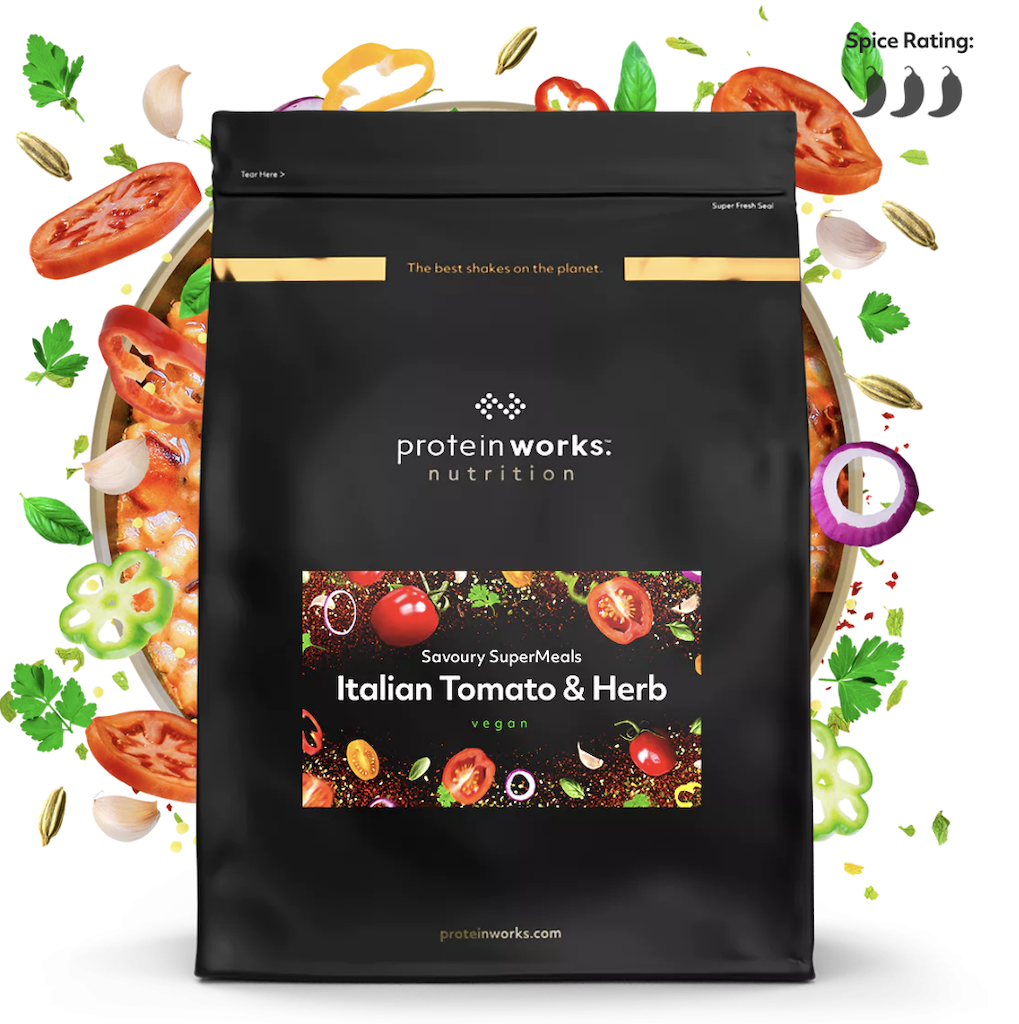 Spice Rating:
Tear Here >
Super Fresh Seal
The best shakes on the planet.
protein works.™
nutrition
Savoury SuperMeals
Italian Tomato & Herb
vegan
proteinworks.com